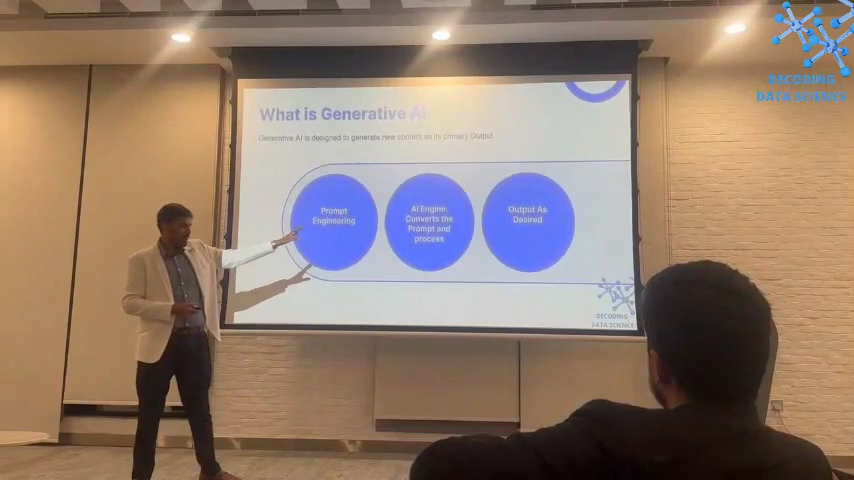 DECODING
DATA SCIENCE
What is Generative AI
Generative AI is designed to generate new content as its primary Output
Prompt
Engineering
AI Engine:
Converts the
Prompt and
process
Output As
Desired
DECODING
DATA SCIENCE